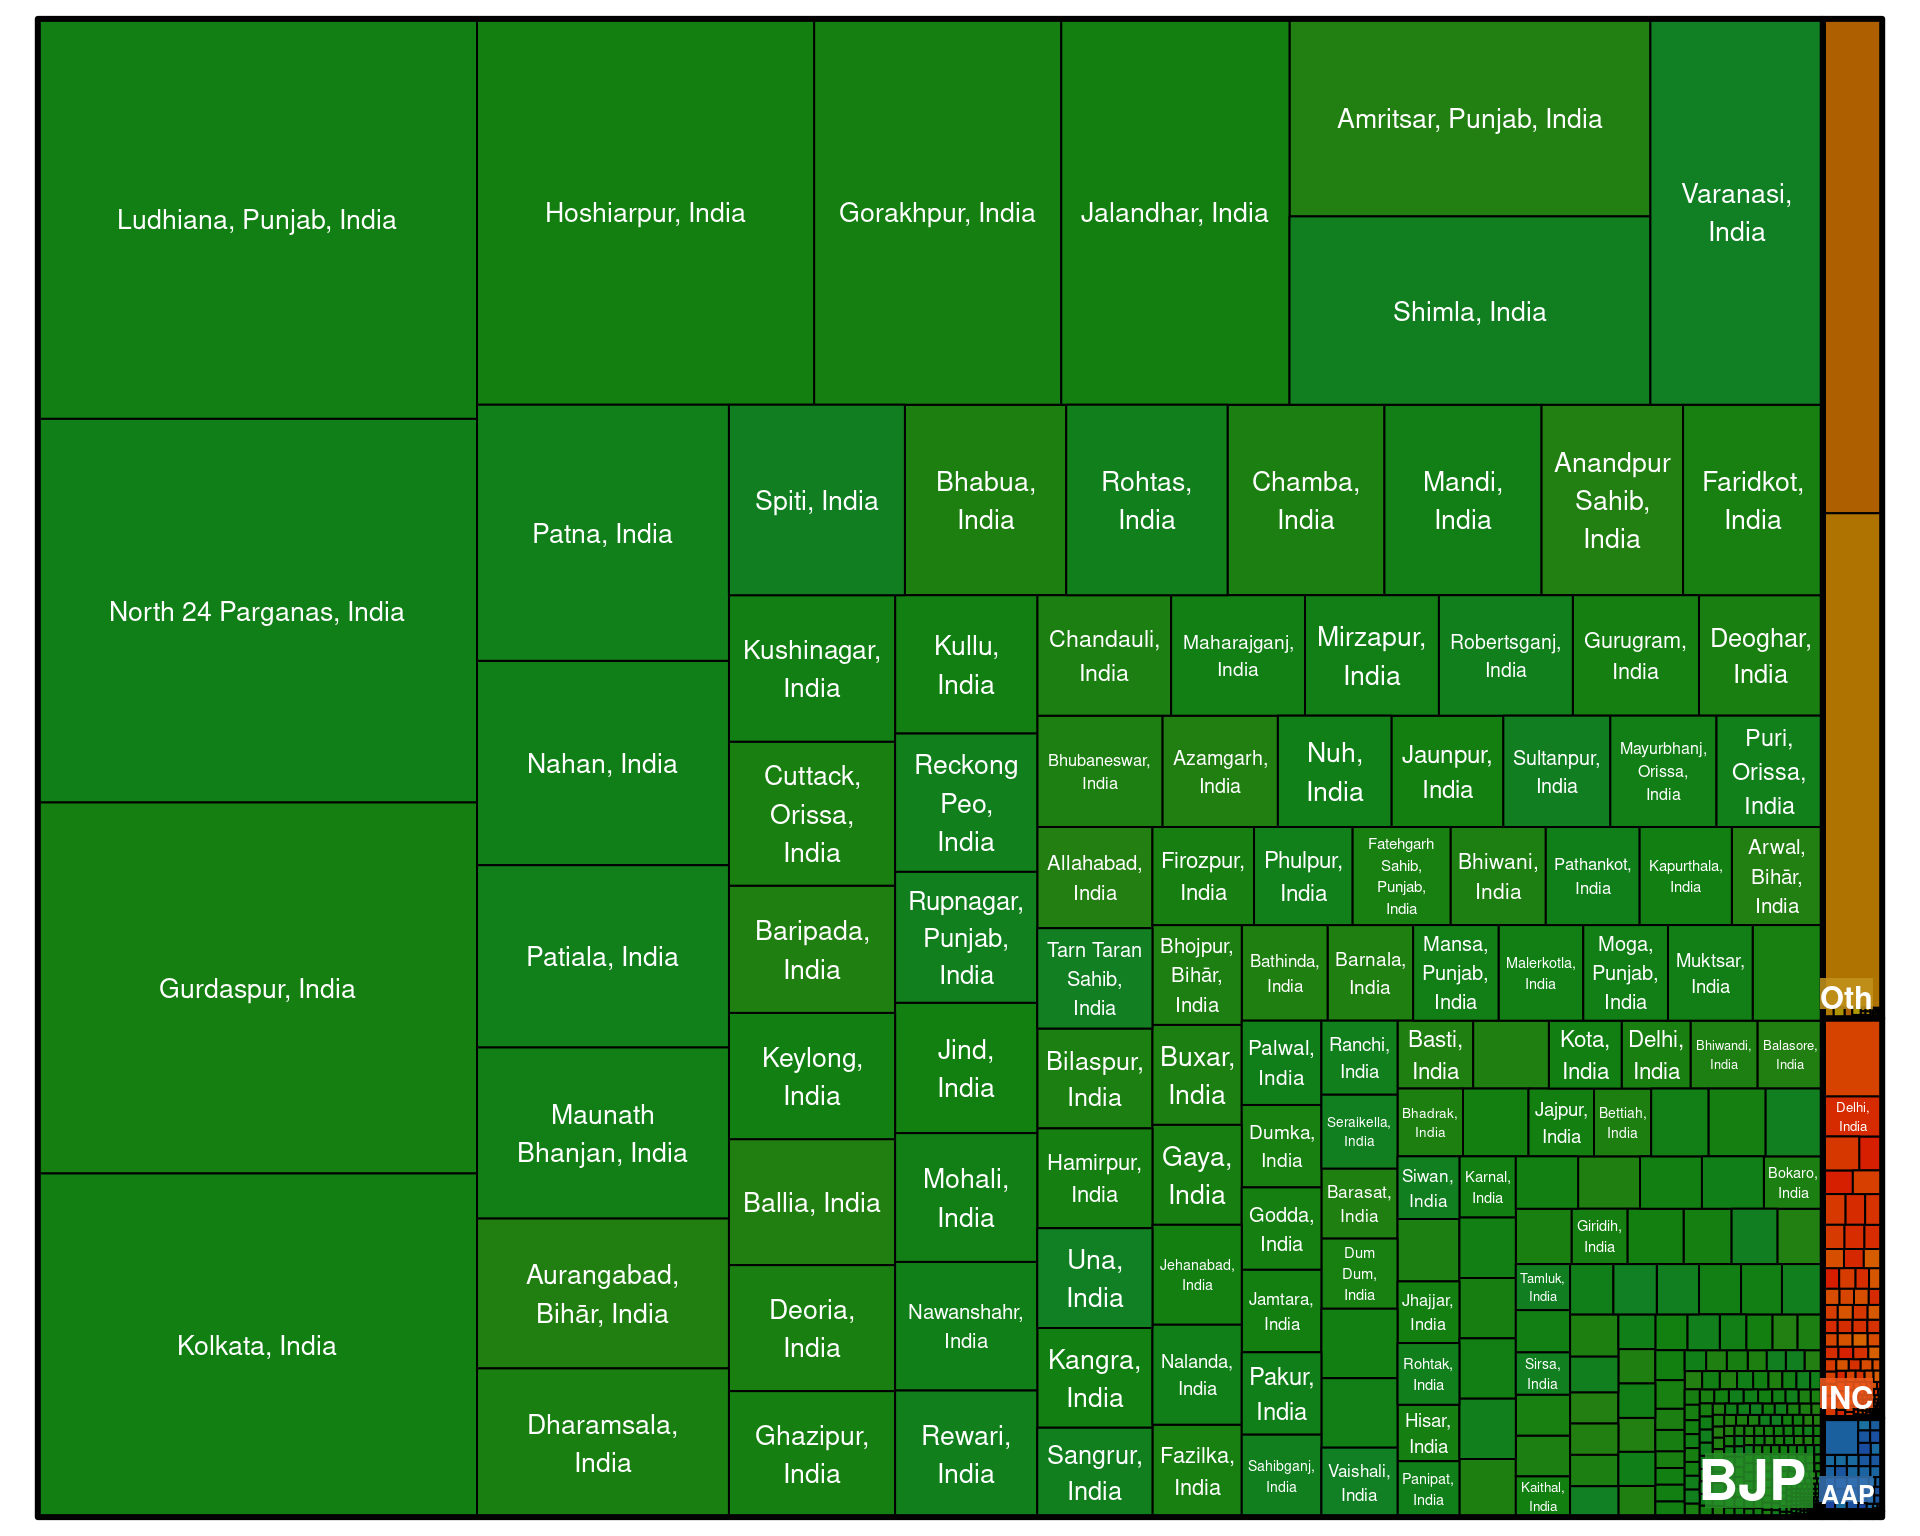 Ludhiana, Punjab, India
North 24 Parganas, India
Gurdaspur, India
Kolkata, India
Hoshiarpur, India
Gorakhpur, India
Jalandhar, India
Amritsar, Punjab, India
Shimla, India
Varanasi,
India
Patna, India
Nahan, India
Patiala, India
Maunath
Bhanjan, India
Aurangabad,
Bihār, India
Dharamsala,
India
Spiti, India
Bhabua,
India
Rohtas,
India
Chamba,
India
Mandi,
India
Anandpur
Sahib,
India
Faridkot,
India
Kushinagar,
India
Cuttack,
Orissa,
India
Baripada,
India
Keylong,
India
Ballia, India
Deoria,
India
Ghazipur,
India
Kullu,
India
Reckong
Peo,
India
Rupnagar,
Punjab,
India
Jind,
India
Mohali,
India
Nawanshahr,
India
Rewari,
India
Chandauli,
India
Maharajganj,
India
Mirzapur,
India
Robertsganj,
India
Gurugram,
India
Deoghar,
India
Bhubaneswar,
India
Azamgarh,
India
Nuh,
India
Jaunpur,
India
Sultanpur,
India
Mayurbhanj,
Orissa,
India
Puri,
Orissa,
India
Allahabad,
India
Tarn Taran
Sahib,
India
Bilaspur,
India
Hamirpur,
India
Una,
India
Kangra,
India
Sangrur,
India
Firozpur,
India
Phulpur,
India
Fatehgarh
Sahib,
Punjab,
India
Bhiwani,
India
Pathankot,
India
Kapurthala,
India
Arwal,
Bihār,
India
Bhojpur,
Bihār,
India
Buxar,
India
Gaya,
India
Jehanabad,
India
Nalanda,
India
Fazilka,
India
Bathinda,
India
Barnala,
India
Mansa,
Punjab,
India
Malerkotla,
India
Moga,
Punjab,
India
Muktsar,
India
Palwal,
India
Dumka,
India
Godda,
India
Jamtara,
India
Pakur,
India
Sahibganj,
India
Ranchi,
India
Seraikella,
India
Barasat,
India
Dum
Dum,
India
Vaishali,
India
Basti,
India
Kota,
India
Delhi,
India
Bhiwandi,
India
Balasore,
India
Bhadrak,
India
Jajpur,
India
Bettiah,
India
Siwan,
India
Karnal,
India
Bokaro,
India
Giridih,
India
Jhajjar,
India
Tamluk,
India
Rohtak,
India
Sirsa,
India
Hisar,
India
Panipat,
India
Kaithal,
India
BJP
Oth
Delhi,
India
INC
AAP